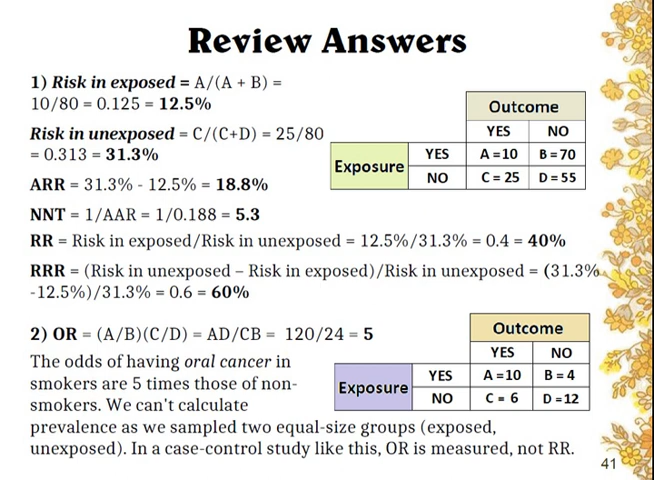 Review Answers
1) Risk in exposed = A/(A + B) =
10/80 = 0.125 = 12.5%
Risk in unexposed = C/(C+D) = 25/80
= 0.313 = 31.3%
ARR = 31.3% - 12.5% = 18.8%
NNT = 1/AAR = 1/0.188 = 5.3
Outcome
YES NO
Exposure
YES A =10 B =70
NO C = 25 D = 55
RR = Risk in exposed/Risk in unexposed = 12.5%/31.3% = 0.4 = 40%
RRR = (Risk in unexposed – Risk in exposed)/Risk in unexposed = (31.3%
-12.5%)/31.3% = 0.6 = 60%
2) OR = (A/B)(C/D) = AD/CB = 120/24 = 5
The odds of having oral cancer in
smokers are 5 times those of non-
smokers. We can't calculate
prevalence as we sampled two equal-size groups (exposed,
unexposed). In a case-control study like this, OR is measured, not RR.
Outcome
YES NO
Exposure
YES A =10 B = 4
NO C = 6 D =12
41